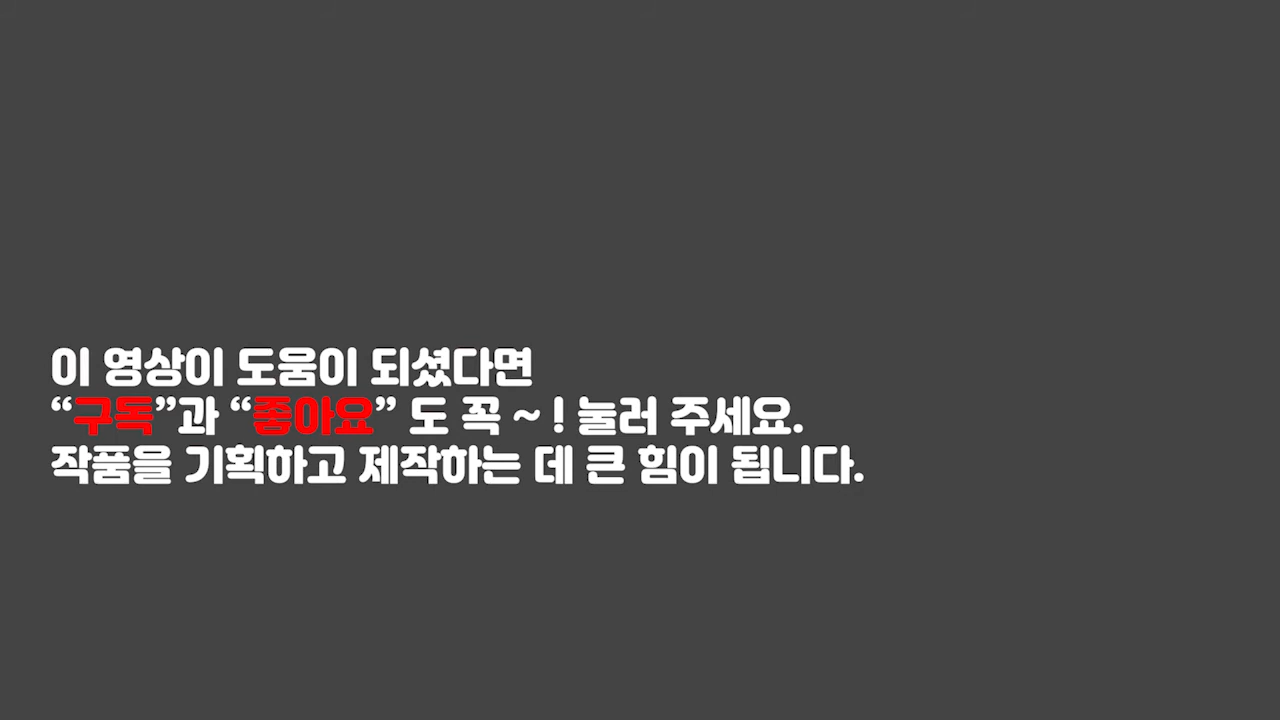 이 영상이 도움이 되셨다면
“구독”과 “좋아요” 도 꼭 ~ ! 눌러 주세요.
작품을 기획하고 제작하는 데 큰 힘이 됩니다.